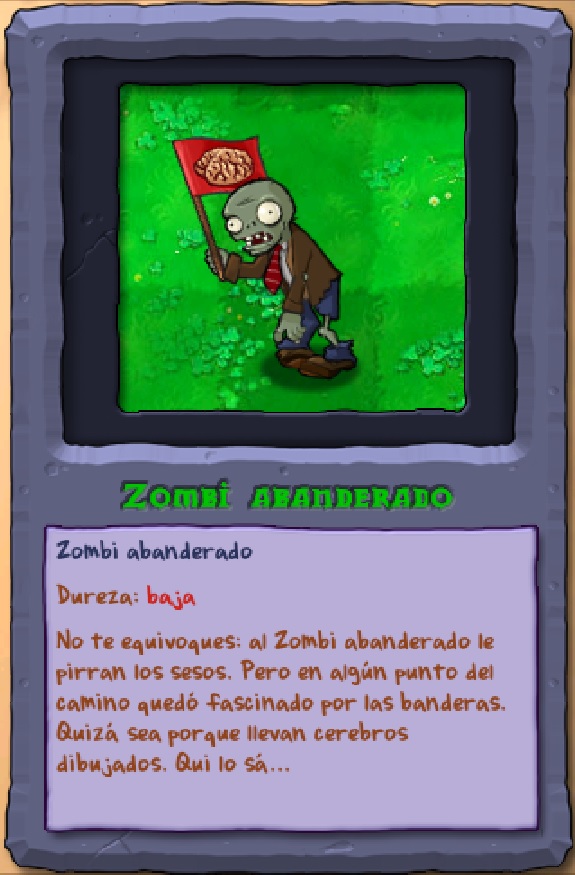 Zombi abanderado
Zombi abanderado
Dureza: baja
No te equivoques: al Zombi abanderado le
pirran los sesos. Pero en algún punto del
camino quedó fascinado por las banderas.
Quizá sea porque llevan cerebros
dibujados. Qui lo sá...